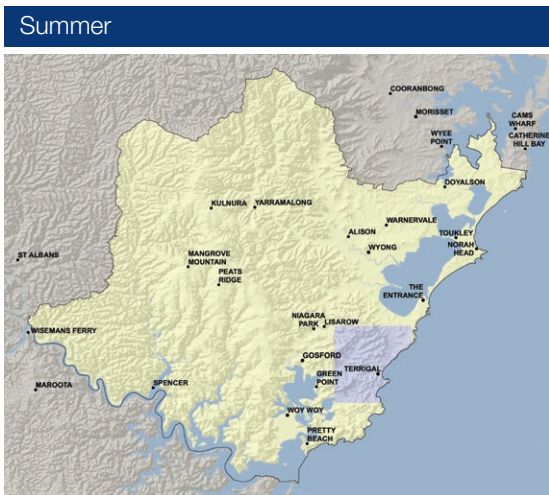 Summer
COORANBONG
MORISSET
CAMS
WHARF
CATHERINE
HILL BAY
WYEE
POINT
DOYALSON
KULNURA
YARRAMALONG
WARNERVALE
ALISON
TOUKLEY
NORAH
HEAD
WYONG
ST ALBANS
MANGROVE
MOUNTAIN
PEATS
RIDGE
THE
ENTRANCE
NIAGARA
PARK
LISAROW
WISEMANS FERRY
GOSFORD
GREEN
POINT
TERRIGAL
MAROOTA
SPENCER
WOY WOY
PRETTY
BEACH